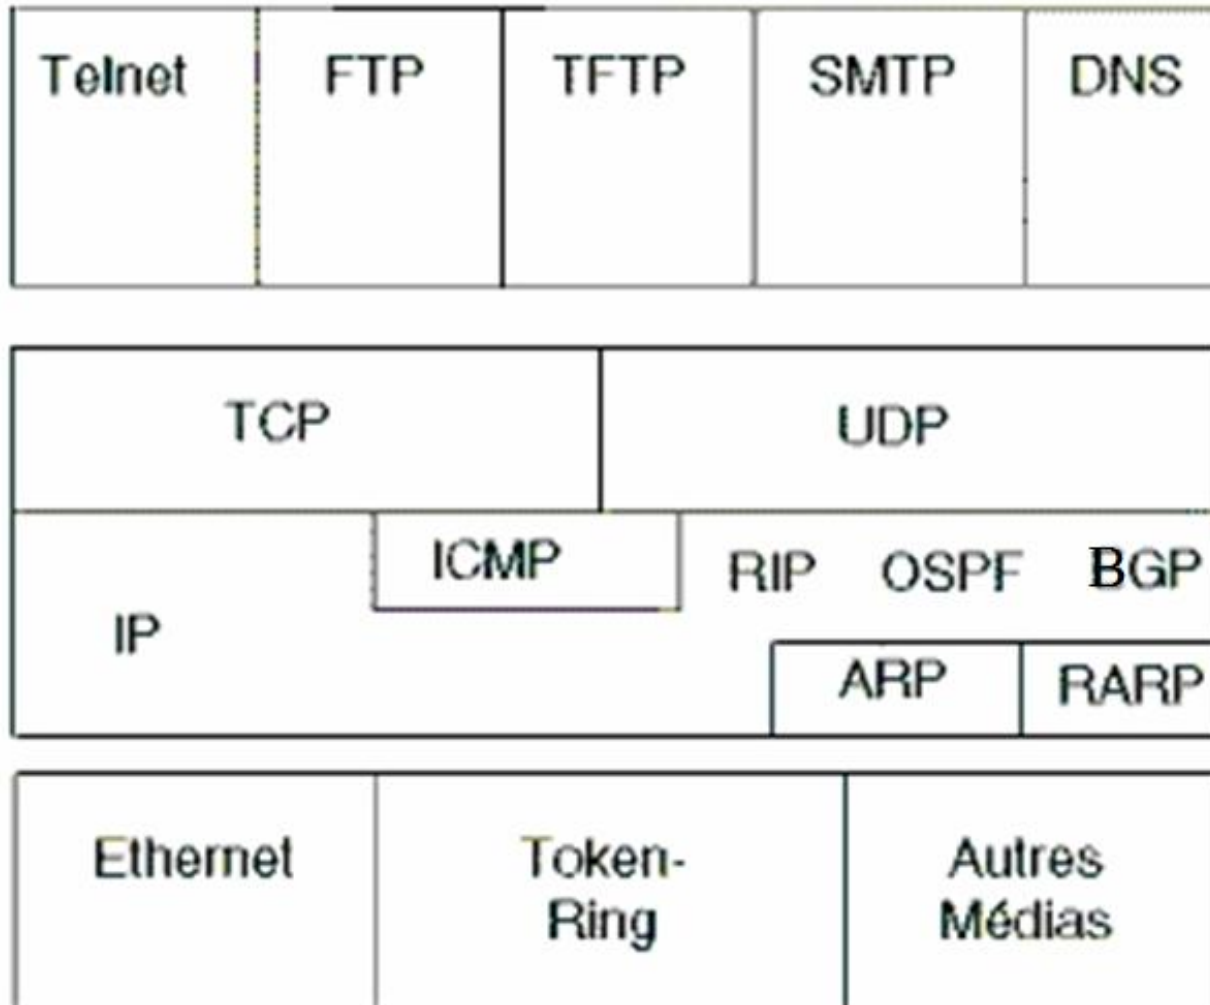 Telnet FTP TFTP SMTP DNS
TCP UDP
ICMP RIP OSPF BGP
IP
ARP RARP
Ethernet Token- Autres
Ring Médias